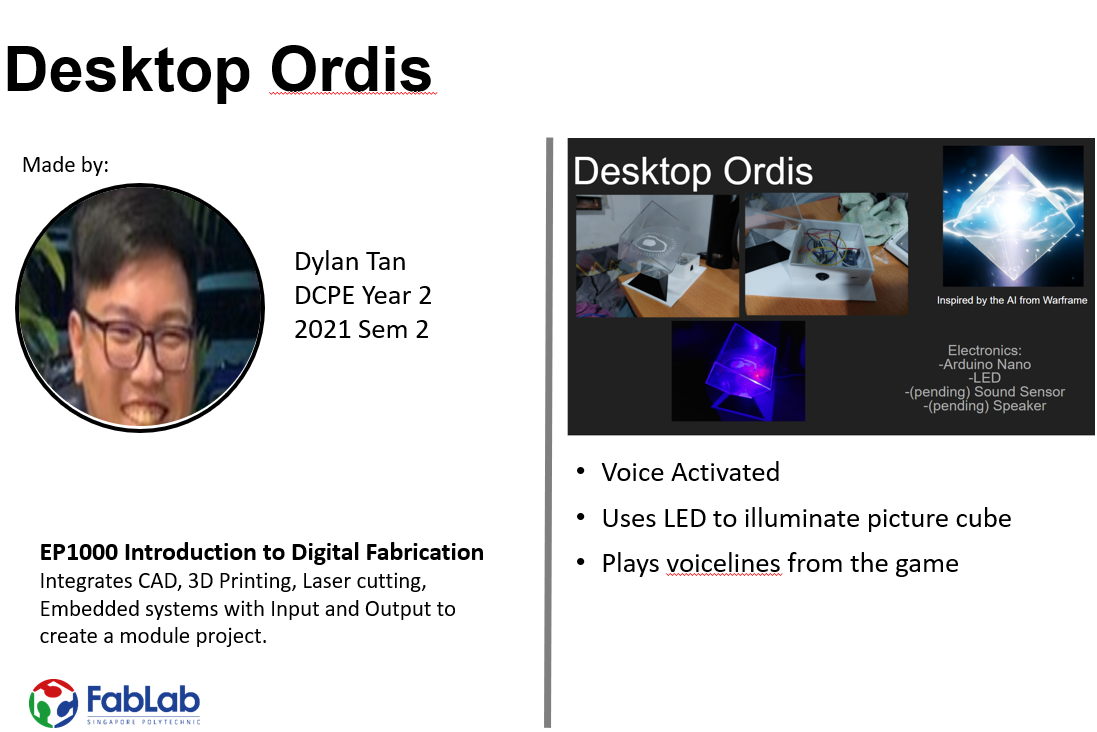 Desktop Ordis
Made by:
Dylan Tan
DCPE Year 2
2021 Sem 2
EP1000 Introduction to Digital Fabrication
Integrates CAD, 3D Printing, Laser cutting,
Embedded systems with Input and Output to
create a module project.
FabLab
SINGAPORE POLYTECHNIC
Desktop Ordis
Inspired by the AI from Warframe
Electronics:
-Arduino Nano
-LED
-(pending) Sound Sensor
-(pending) Speaker
• Voice Activated
• Uses LED to illuminate picture cube
• Plays voicelines from the game